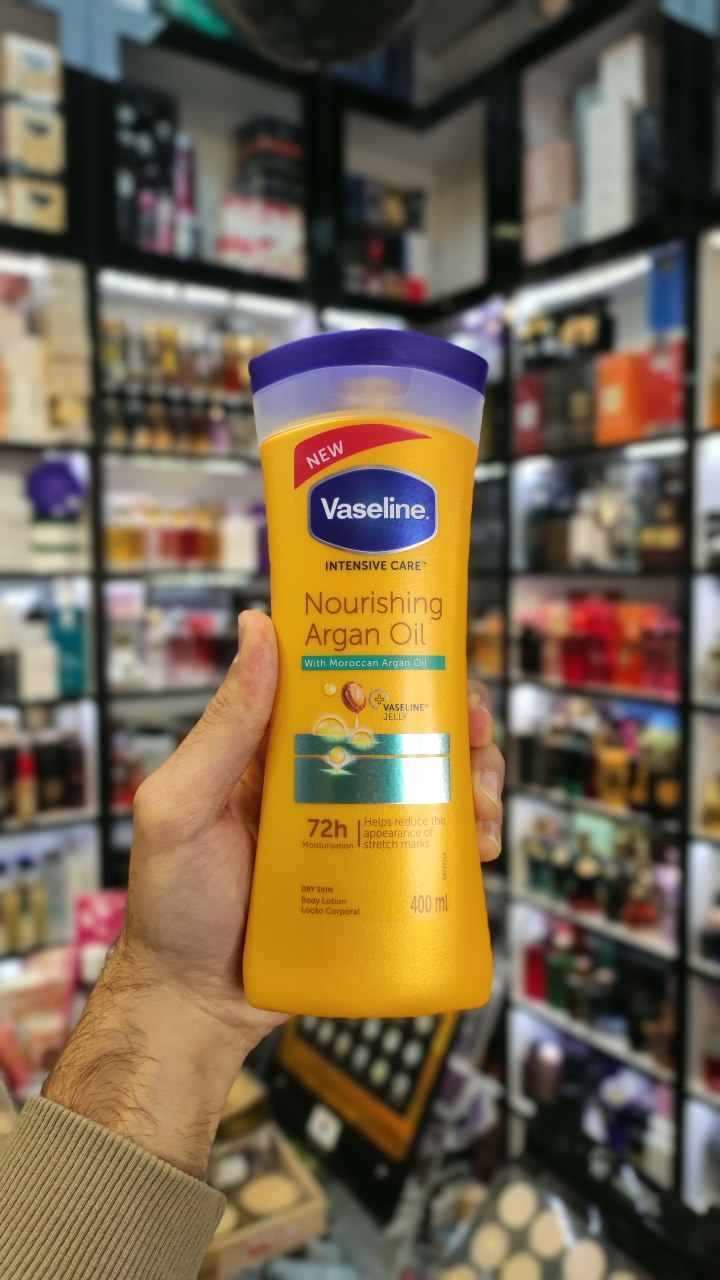 NEW
Vaseline®
INTENSIVE CARE™
Nourishing
Argan Oil
With Moroccan Argan Oil
VASELINE®
JELLY
72h
Moisturisation
Helps reduce the
appearance of
stretch marks
DRY SKIN
Body Lotion
Loção Corporal
400 ml